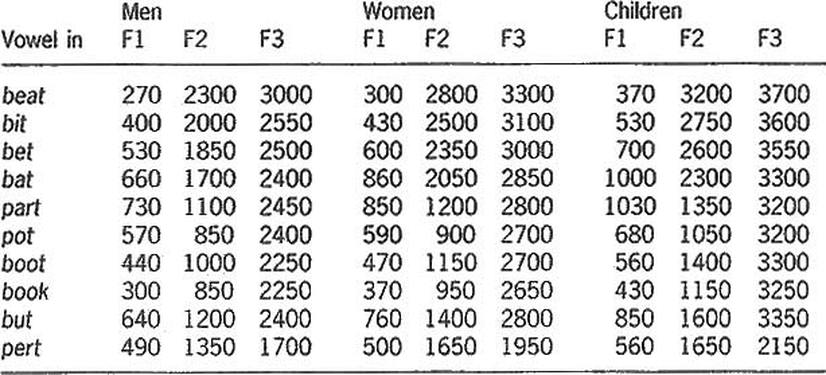 Men Women Children
Vowel in F1 F2 F3 F1 F2 F3 F1 F2 F3
beat 270 2300 3000 300 2800 3300 370 3200 3700
bit 400 2000 2550 430 2500 3100 530 2750 3600
bet 530 1850 2500 600 2350 3000 700 2600 3550
bat 660 1700 2400 860 2050 2850 1000 2300 3300
part 730 1100 2450 850 1200 2800 1030 1350 3200
pot 570 850 2400 590 900 2700 680 1050 3200
boot 440 1000 2250 470 1150 2700 560 1400 3300
book 300 850 2250 370 950 2650 430 1150 3250
but 640 1200 2400 760 1400 2800 850 1600 3350
pert 490 1350 1700 500 1650 1950 560 1650 2150